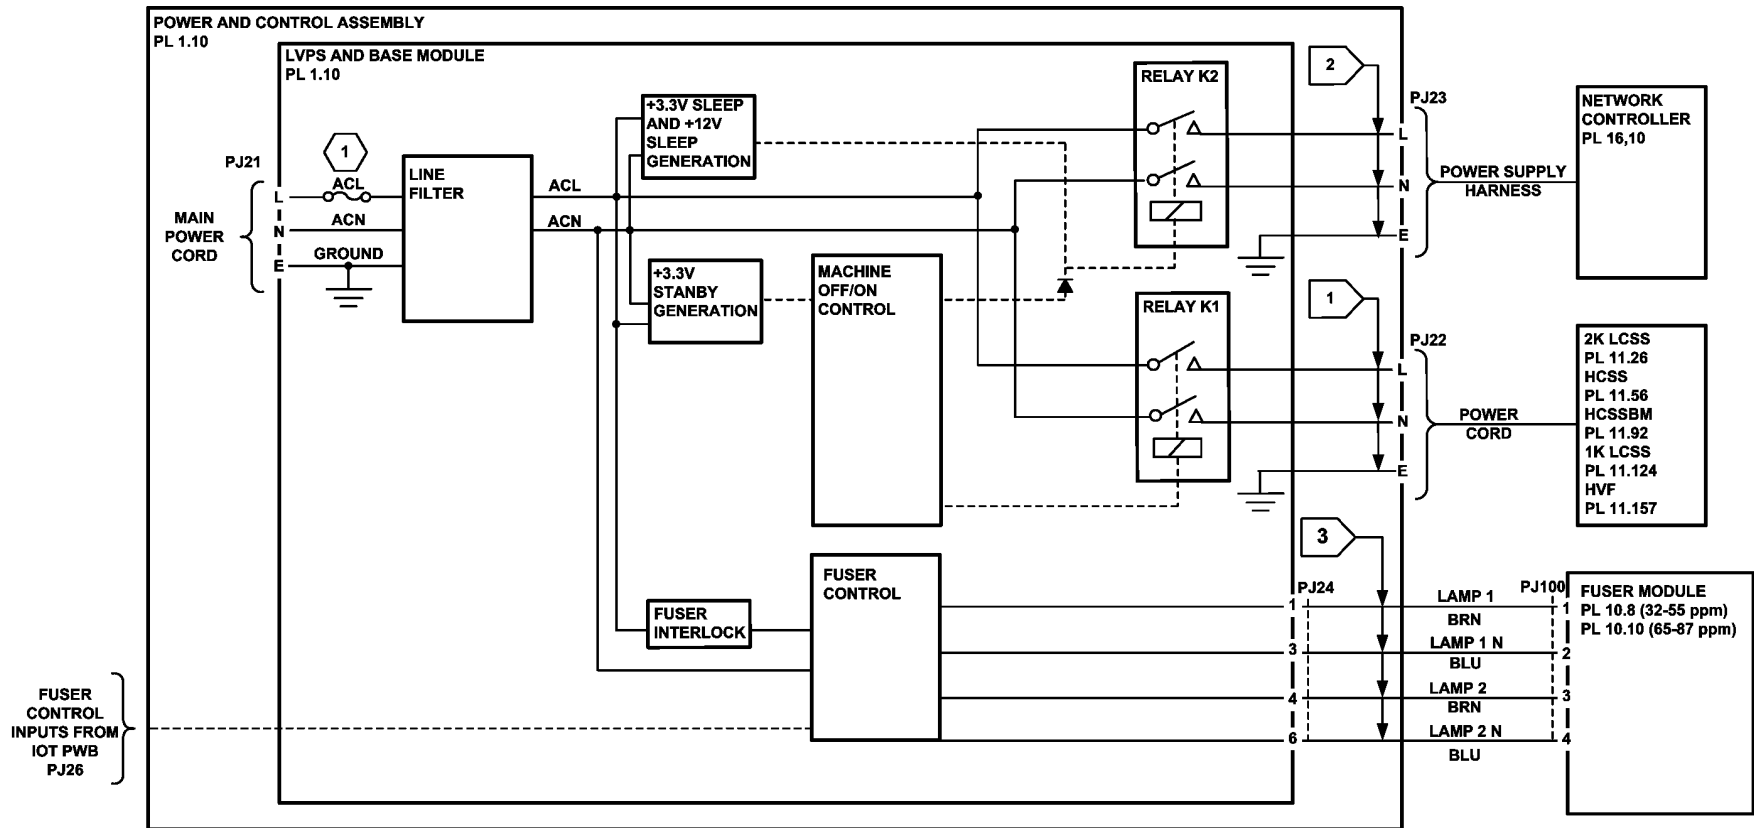 POWER AND CONTROL ASSEMBLY
PL 1.10
LVPS AND BASE MODULE
PL 1.10
PJ21
MAIN
POWER
CORD
L
N
E
1
ACL
ACN
GROUND
LINE
FILTER
ACL
ACN
+3.3V SLEEP
AND +12V
SLEEP
GENERATION
+3.3V
STANBY
GENERATION
MACHINE
OFF/ON
CONTROL
RELAY K2
RELAY K1
2
PJ23
L
N
E
POWER SUPPLY
HARNESS
NETWORK
CONTROLLER
PL 16,10
1
PJ22
L
N
E
POWER
CORD
2K LCSS
PL 11.26
HCSS
PL 11.56
HCSSBM
PL 11.92
1K LCSS
PL 11.124
HVF
PL 11.157
FUSER
INTERLOCK
FUSER
CONTROL
FUSER
CONTROL
INPUTS FROM
IOT PWB
PJ26
3
PJ24
1
3
4
6
LAMP 1
BRN
LAMP 1 N
BLU
LAMP 2
BRN
LAMP 2 N
BLU
PJ100
1
2
3
4
FUSER MODULE
PL 10.8 (32-55 ppm)
PL 10.10 (65-87 ppm)